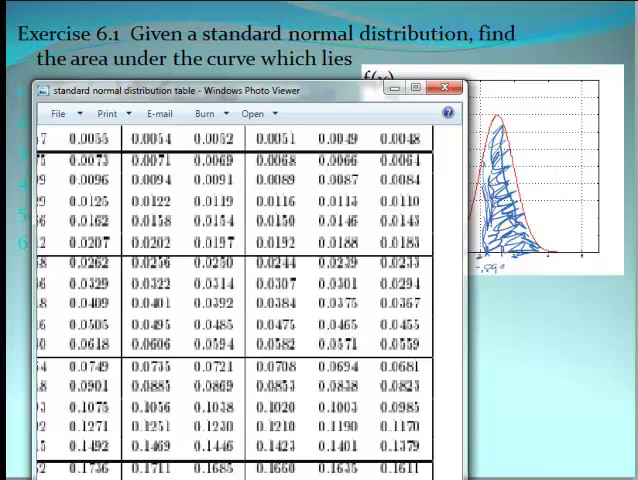 Exercise 6.1 Given a standard normal distribution, find
the area under the curve which lies
standard normal distribution table - Windows Photo Viewer
File Print E-mail Burn Open
7 0.0055 0.0054 0.0052 0.0051 0.0049 0.0048
0.0073 0.0071 0.0069 0.0068 0.0066 0.0064
0.0096 0.0094 0.0091 0.0089 0.0087 0.0084
0.0125 0.0122 0.0119 0.0116 0.0113 0.0110
0.0162 0.0158 0.0154 0.0150 0.0146 0.0143
0.0207 0.0202 0.0197 0.0192 0.0188 0.0183
0.0262 0.0256 0.0250 0.0244 0.0239 0.0233
0.0329 0.0322 0.0314 0.0307 0.0301 0.0294
0.0409 0.0401 0.0392 0.0384 0.0375 0.0367
0.0505 0.0495 0.0485 0.0475 0.0465 0.0455
0.0618 0.0606 0.0594 0.0582 0.0571 0.0559
0.0749 0.0735 0.0721 0.0708 0.0694 0.0681
0.0901 0.0885 0.0869 0.0853 0.0838 0.0823
0.1075 0.1056 0.1038 0.1020 0.1003 0.0985
0.1271 0.1251 0.1230 0.1210 0.1190 0.1170
0.1492 0.1469 0.1446 0.1423 0.1401 0.1379
0.1736 0.1711 0.1685 0.1660 0.1635 0.1611